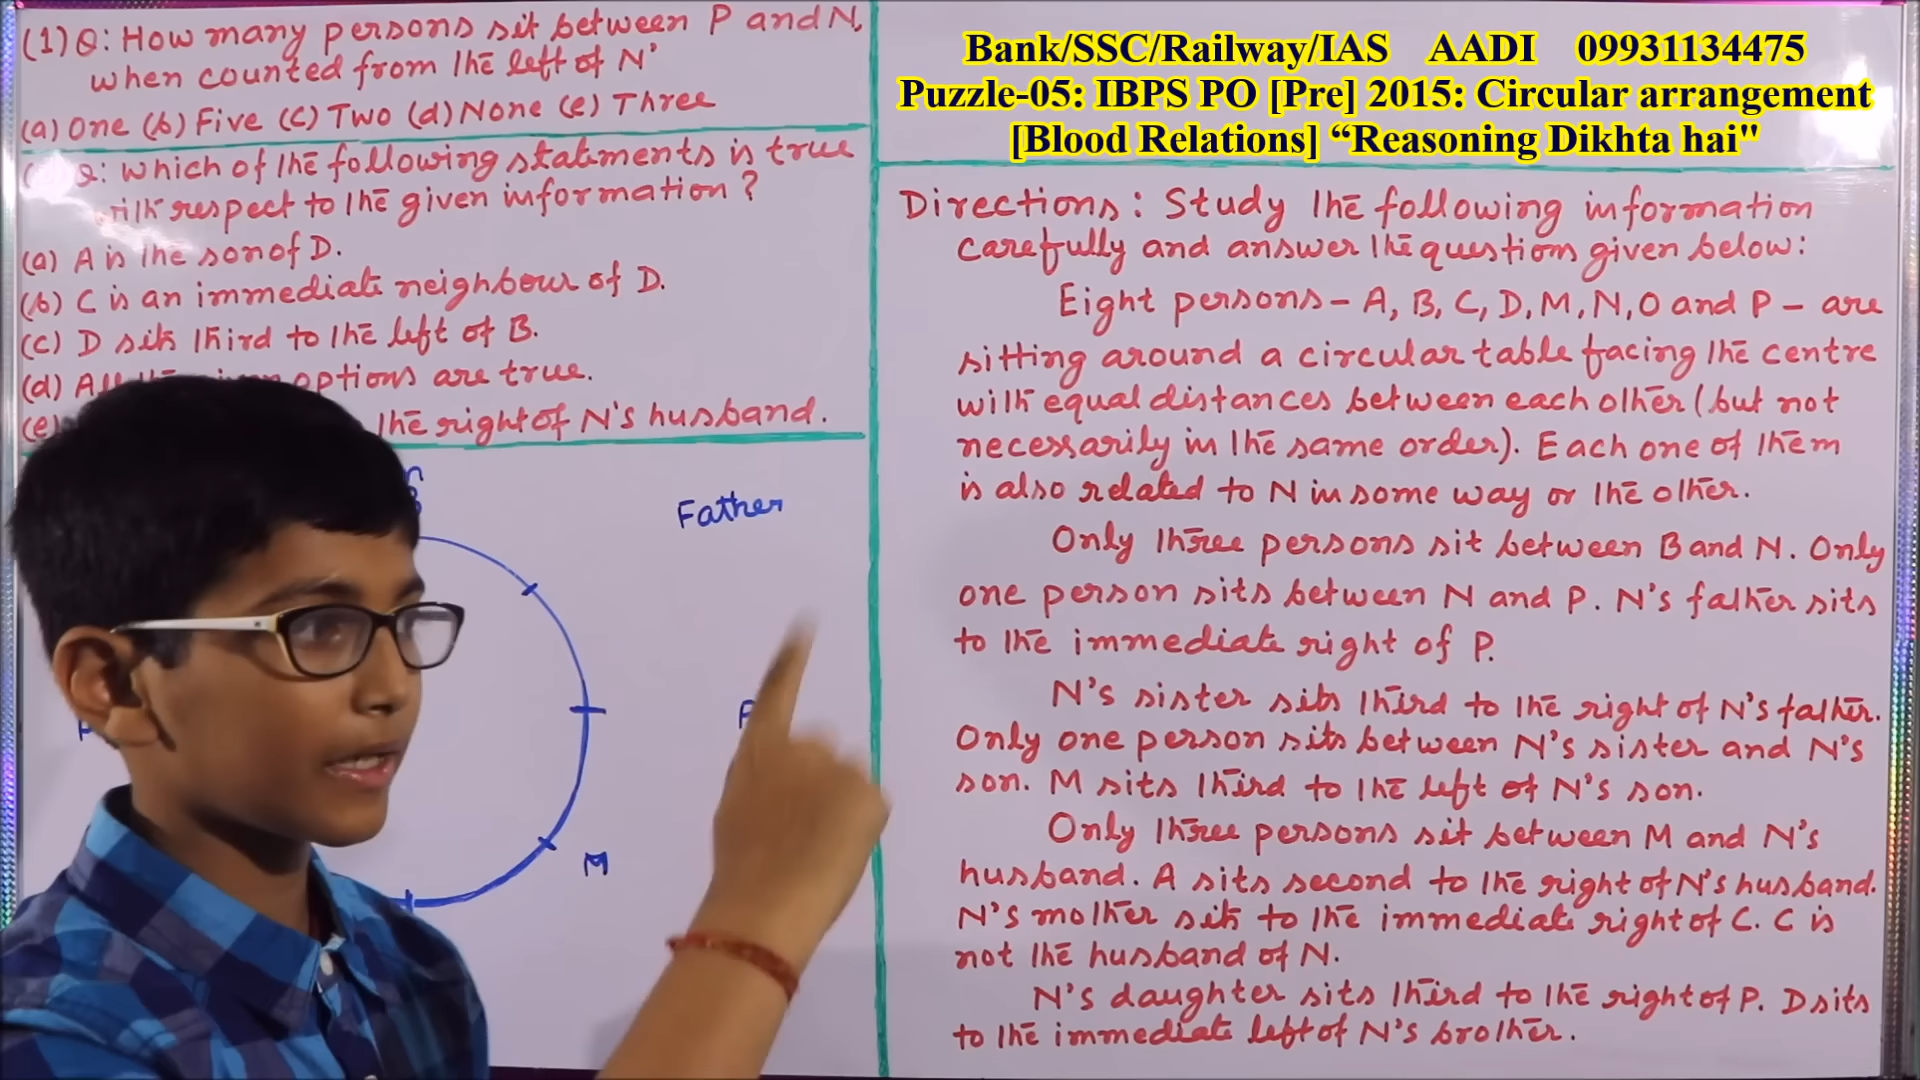 (1) Q: How many persons sit between P and N,
when counted from the left of N'
(a) One (b) Five (c) Two (d) None (e) Three
Q: Which of the following statements is true
with respect to the given information?
(a) A is the son of D.
(b) C is an immediate neighbour of D.
(c) D sits third to the left of B.
(d) All the given options are true.
(e) the right of N's husband.
Father
M
Bank/SSC/Railway/IAS AADI 09931134475
Puzzle-05: IBPS PO [Pre] 2015: Circular arrangement
[Blood Relations] “Reasoning Dikhta hai"
Directions: Study the following information
carefully and answer the questions given below:
Eight persons - A, B, C, D, M, N, O and P - are
sitting around a circular table facing the centre
with equal distances between each other (but not
necessarily in the same order). Each one of them
is also related to N in some way or the other.
Only three persons sit between B and N. Only
one person sits between N and P. N's father sits
to the immediate right of P.
N's sister sits third to the right of N's father.
Only one person sits between N's sister and N's
son. M sits third to the left of N's son.
Only three persons sit between M and N's
husband. A sits second to the right of N's husband.
N's mother sits to the immediate right of C. C is
not the husband of N.
N's daughter sits third to the right of P. D sits
to the immediate left of N's brother.